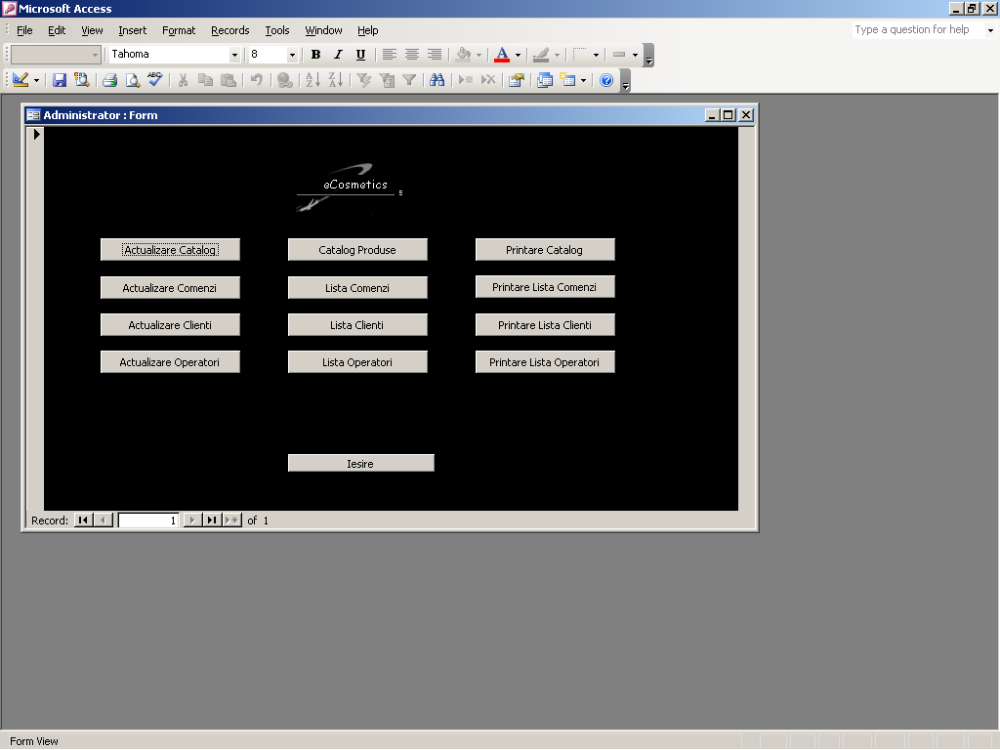 Microsoft Access
File Edit View Insert Format Records Tools Window Help
Type a question for help
Tahoma 8 B I U A
ABC
Administrator : Form
eCosmetics
s
Actualizare Catalog Catalog Produse Printare Catalog
Actualizare Comenzi Lista Comenzi Printare Lista Comenzi
Actualizare Clienti Lista Clienti Printare Lista Clienti
Actualizare Operatori Lista Operatori Printare Lista Operatori
Iesire
Record: 1 of 1
Form View